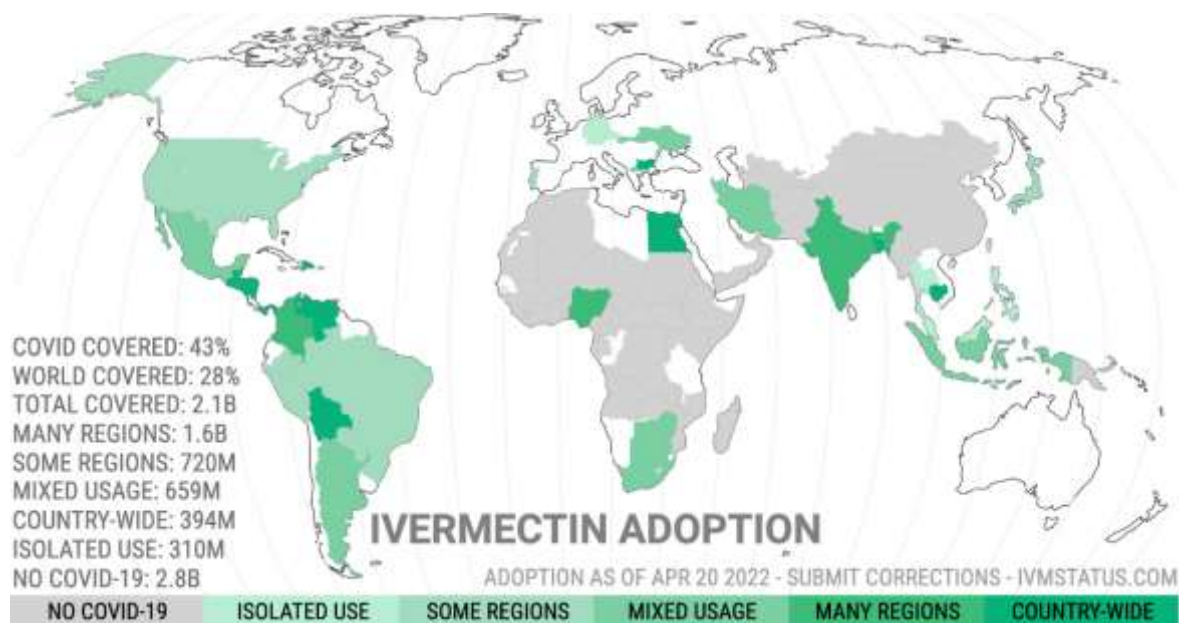 COVID COVERED: 43%
WORLD COVERED: 28%
TOTAL COVERED: 2.1B
MANY REGIONS: 1.6B
SOME REGIONS: 720M
MIXED USAGE: 659M
COUNTRY-WIDE: 394M
ISOLATED USE: 310M
NO COVID-19: 2.8B
IVERMECTIN ADOPTION
ADOPTION AS OF APR 20 2022 - SUBMIT CORRECTIONS - IVMSTATUS.COM
NO COVID-19 ISOLATED USE SOME REGIONS MIXED USAGE MANY REGIONS COUNTRY-WIDE